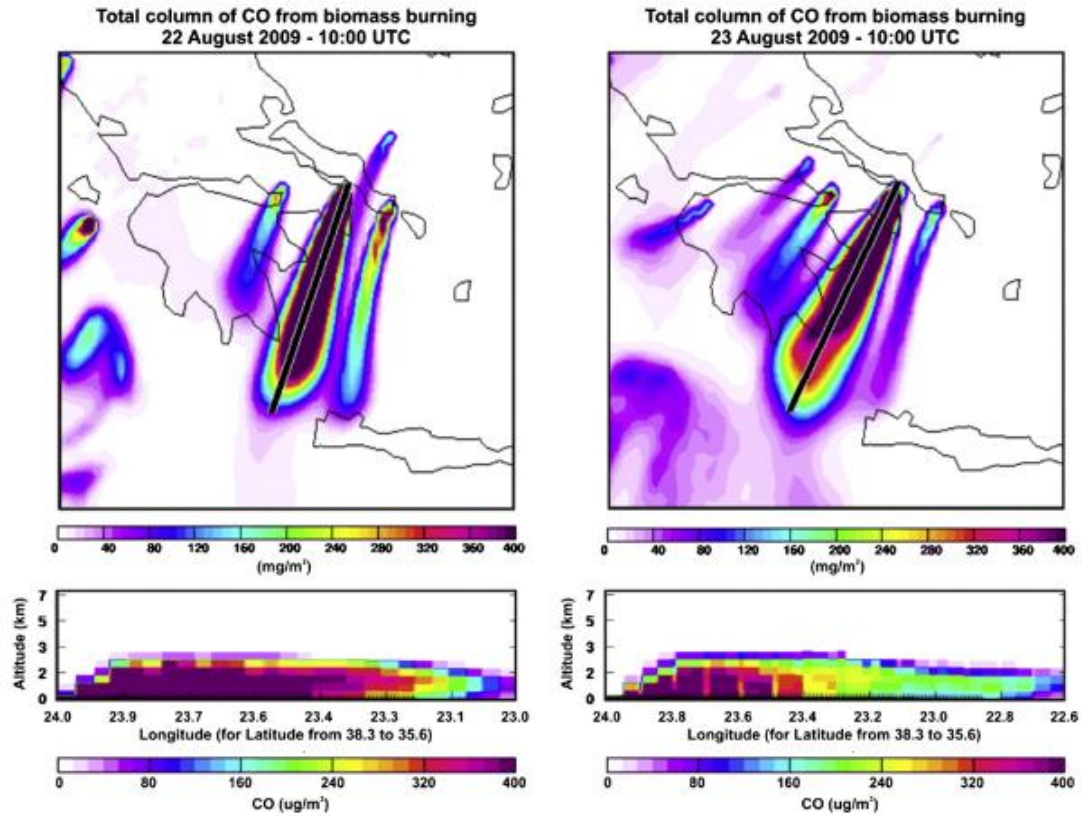 Total column of CO from biomass burning
22 August 2009 - 10:00 UTC
0 40 80 120 160 200 240 280 320 360 400
(mg/m²)
Altitude (km)
7
5
3
2
0
24.0 23.9 23.7 23.6 23.4 23.3 23.1 23.0
Longitude (for Latitude from 38.3 to 35.6)
0 80 160 240 320 400
CO (ug/m³)
Total column of CO from biomass burning
23 August 2009 - 10:00 UTC
0 40 80 120 160 200 240 280 320 360 400
(mg/m²)
Altitude (km)
7
5
3
2
0
24.0 23.8 23.6 23.4 23.2 23.0 22.8 22.6
Longitude (for Latitude from 38.3 to 35.6)
0 80 160 240 320 400
CO (ug/m³)